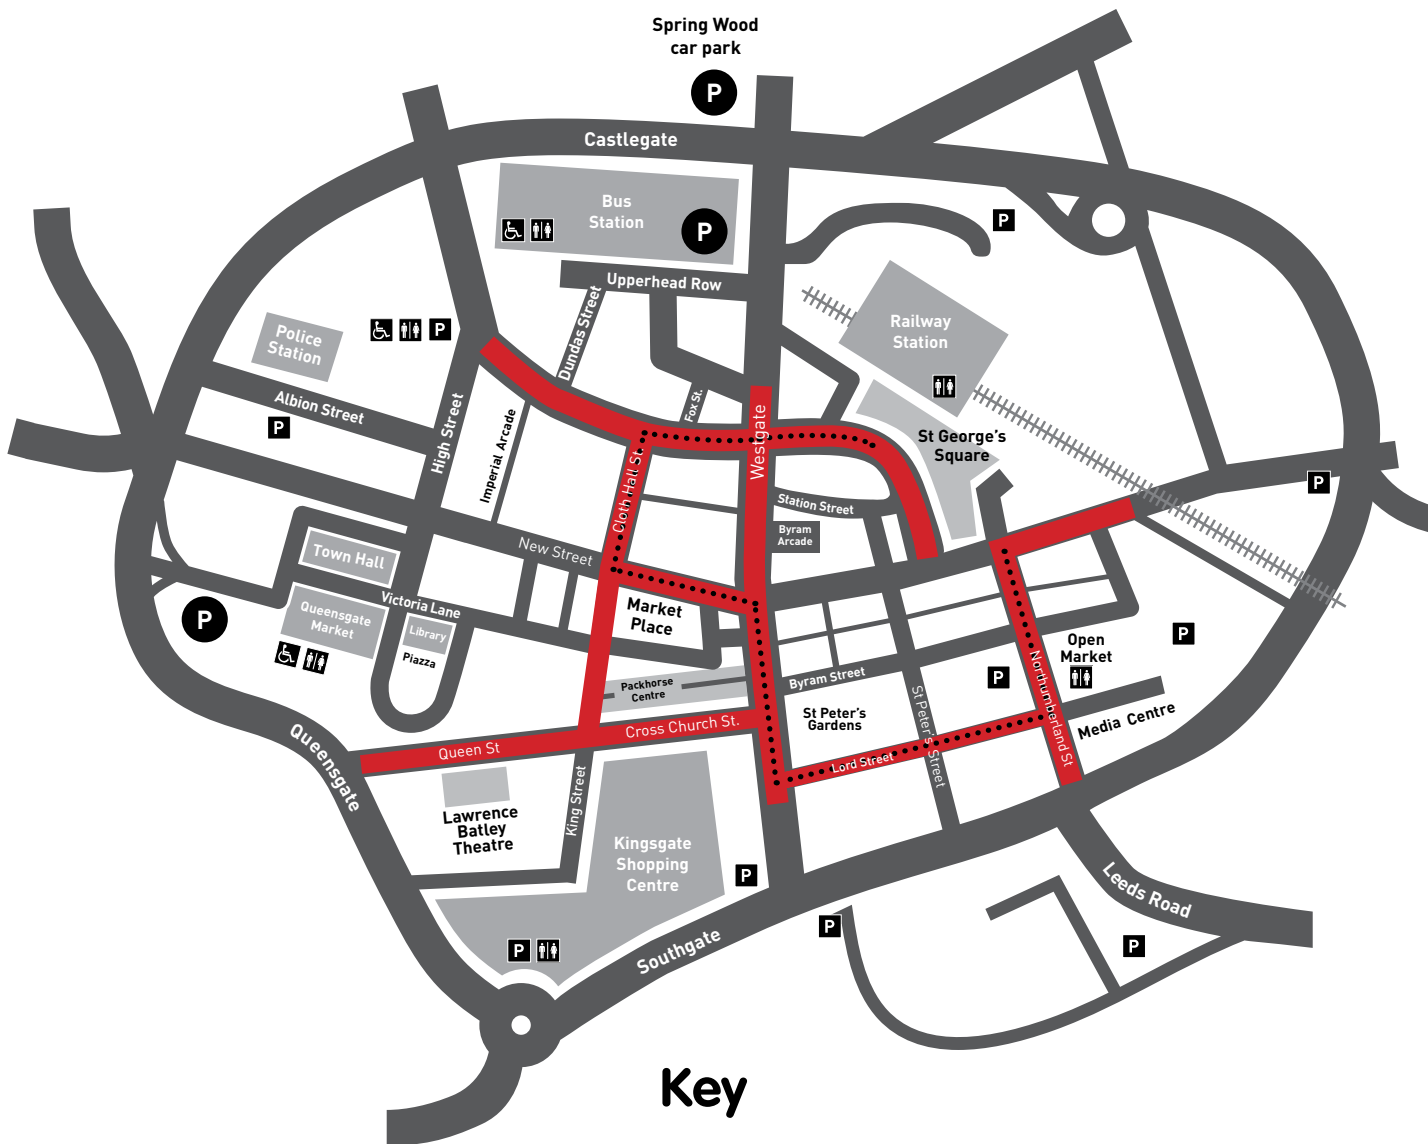 Spring Wood
car park
P
Castlegate
Bus
Station
P
P
Upperhead Row
Dundas Street
Railway
Station
Police
Station
P
Albion Street
P
High Street
Imperial Arcade
Fox St.
Westgate
St George's
Square
Cloth Hall St.
Station Street
Byram
Arcade
P
New Street
Town Hall
Victoria Lane
Queensgate
Market
Library
Piazza
P
Market
Place
Packhorse
Centre
Byram Street
St Peter's
Gardens
St Peter's Street
Open
Market
P
P
Northumberland St
Media Centre
Queensgate
Queen St
Cross Church St.
Lord Street
Lawrence
Batley
Theatre
King Street
Kingsgate
Shopping
Centre
P
P
Southgate
P
Leeds Road
P
Key